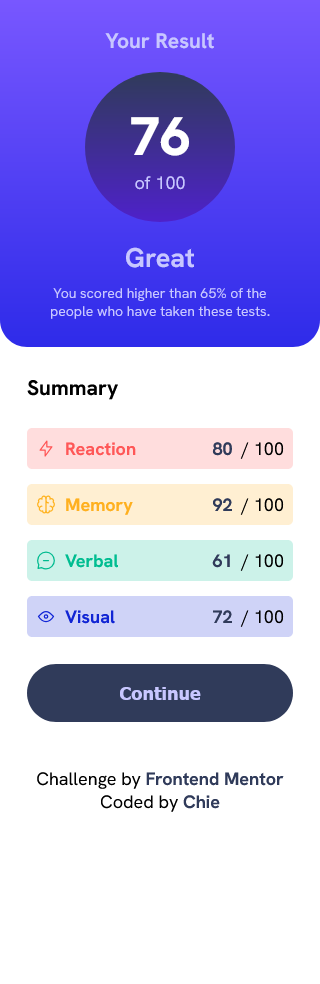 Your Result
76
of 100
Great
You scored higher than 65% of the
people who have taken these tests.
Summary
Reaction 80 / 100
Memory 92 / 100
Verbal 61 / 100
Visual 72 / 100
Continue
Challenge by Frontend Mentor
Coded by Chie